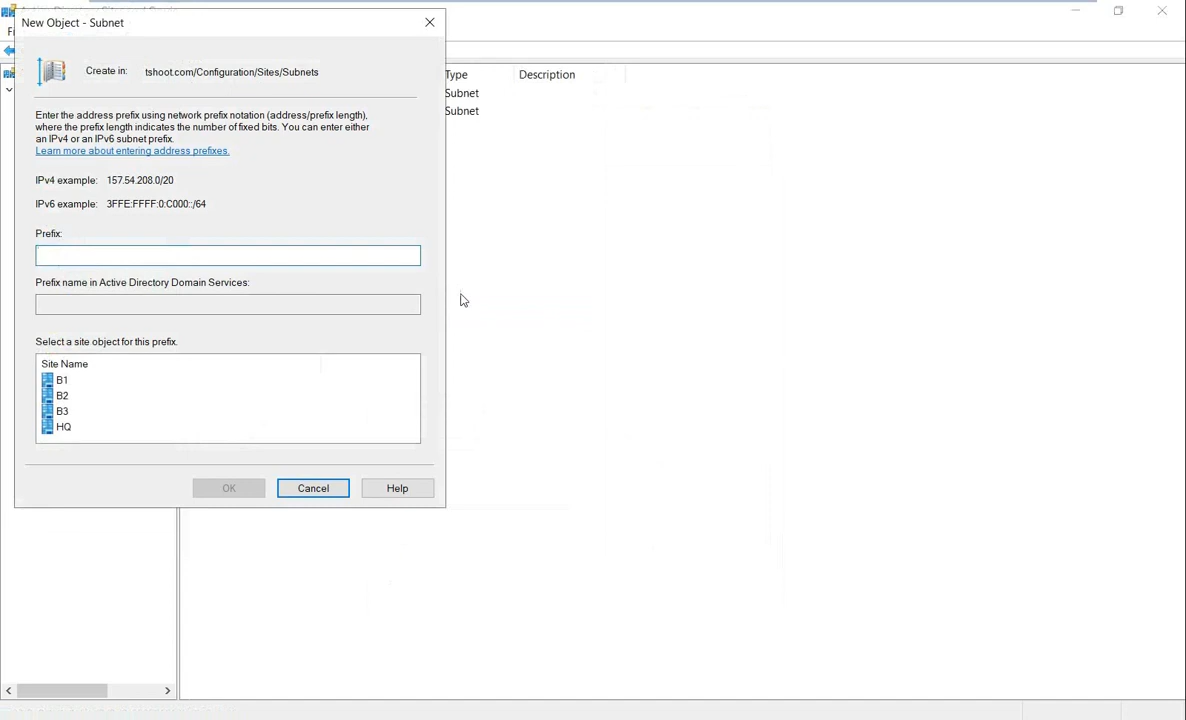 New Object - Subnet
Create in: tshoot.com/Configuration/Sites/Subnets
Enter the address prefix using network prefix notation (address/prefix length),
where the prefix length indicates the number of fixed bits. You can enter either
an IPv4 or an IPv6 subnet prefix.
Learn more about entering address prefixes.
IPv4 example: 157.54.208.0/20
IPv6 example: 3FFE:FFFF:0:C000::/64
Prefix:
Prefix name in Active Directory Domain Services:
Select a site object for this prefix.
Site Name
B1
B2
B3
HQ
OK Cancel Help
Type Description
Subnet
Subnet